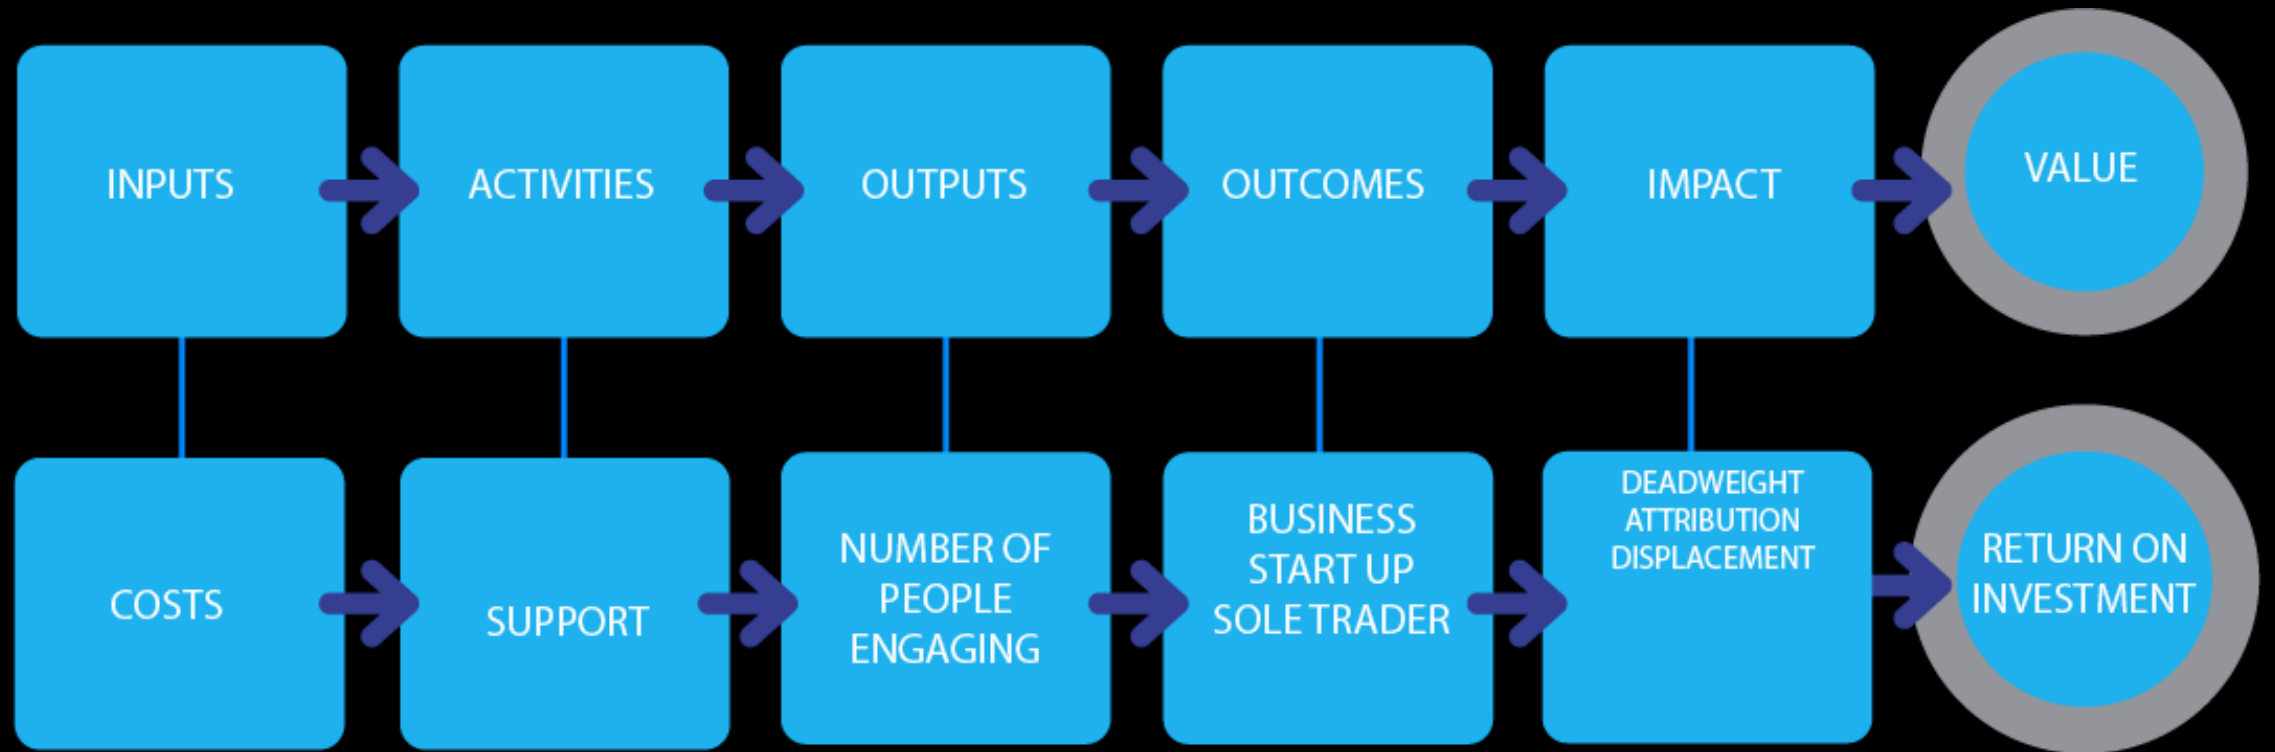 INPUTS
ACTIVITIES
OUTPUTS
OUTCOMES
IMPACT
VALUE
COSTS
SUPPORT
NUMBER OF
PEOPLE
ENGAGING
BUSINESS
START UP
SOLE TRADER
DEADWEIGHT
ATTRIBUTION
DISPLACEMENT
RETURN ON
INVESTMENT